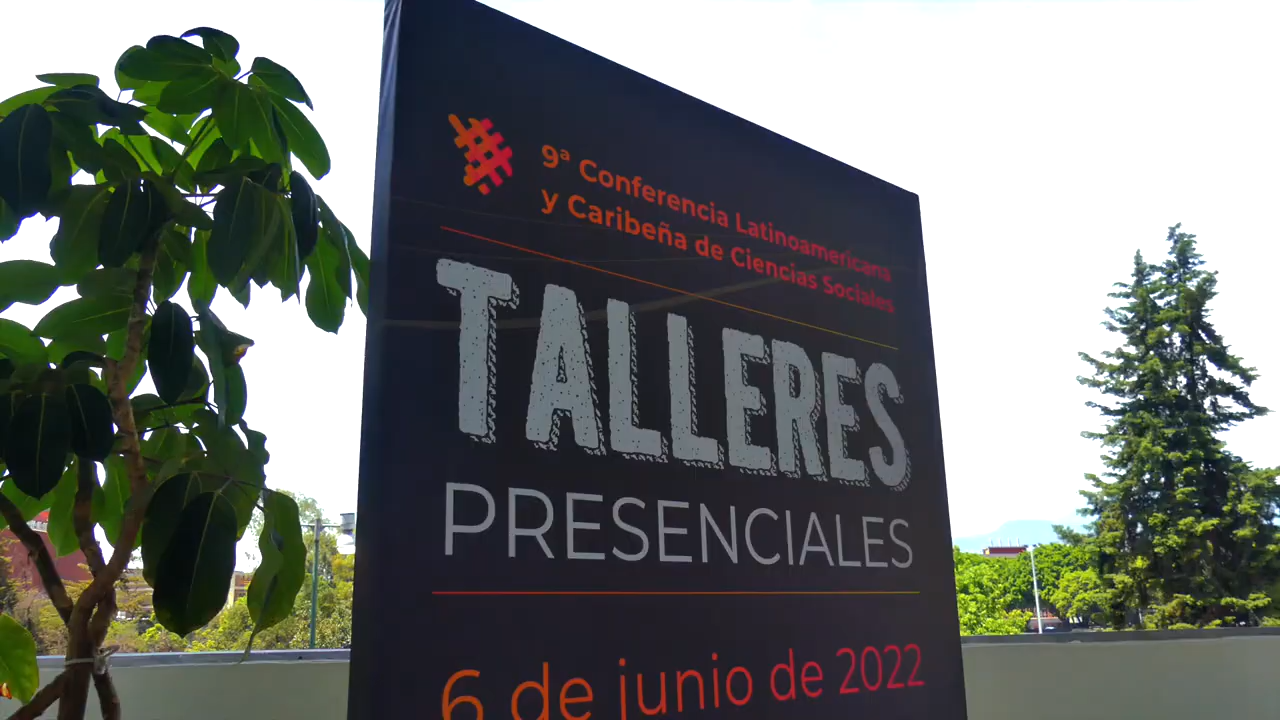 9ª Conferencia Latinoamericana
y Caribeña de Ciencias Sociales
TALLERES
PRESENCIALES
6 de junio de 2022